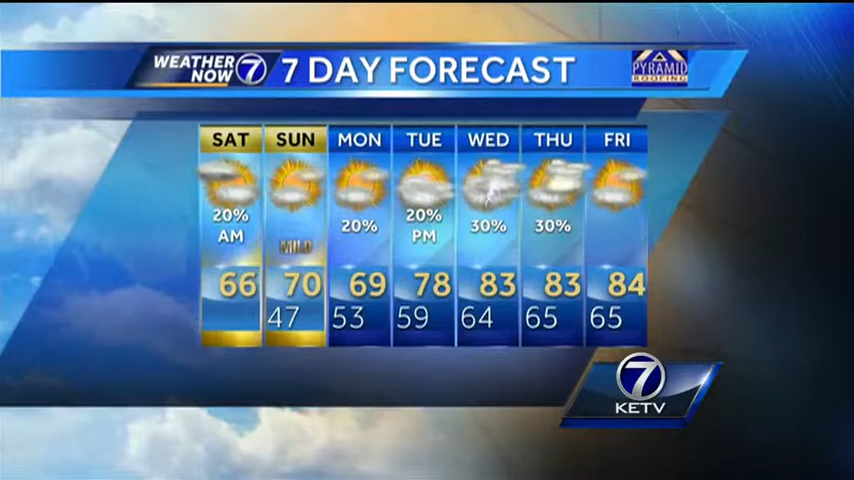 WEATHER NOW 7
7 DAY FORECAST
PYRAMID
ROOFING
SAT SUN MON TUE WED THU FRI
20% AM
MILD
20%
20% PM
30%
30%
66 70 69 78 83 83 84
47 53 59 64 65 65
7
KETV